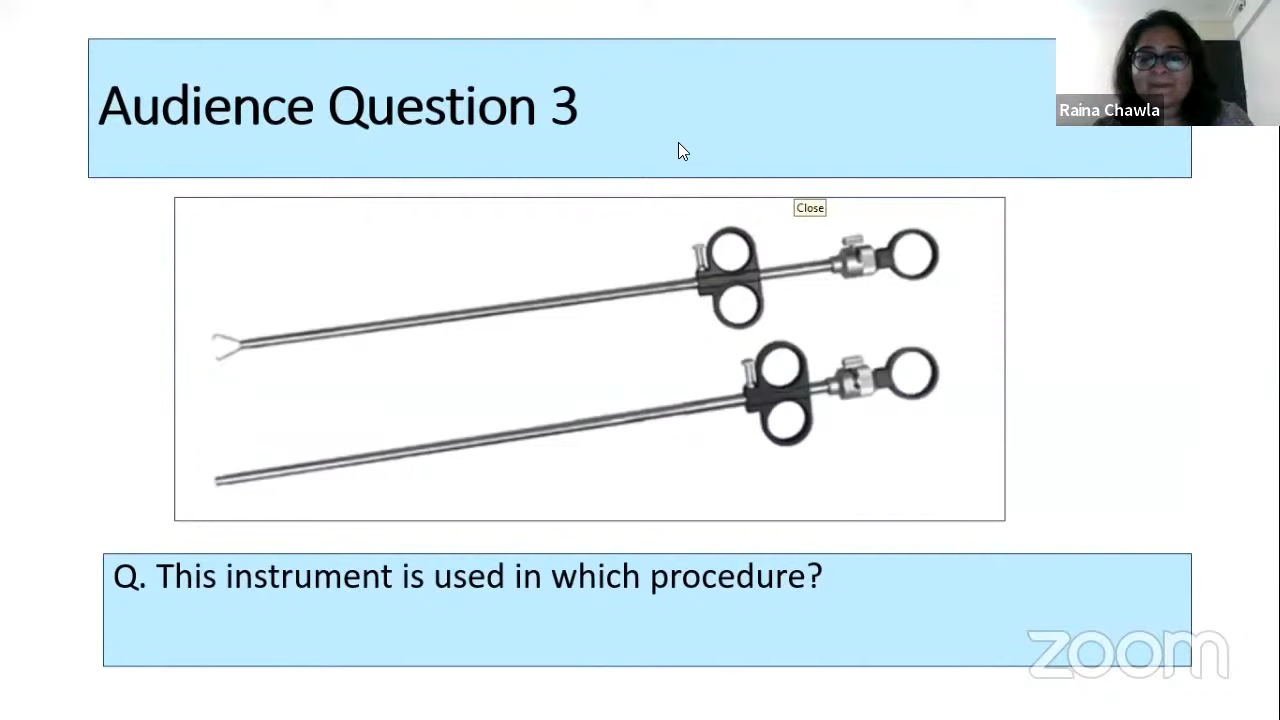 Audience Question 3
Raina Chawla
Close
Q. This instrument is used in which procedure?
zoom